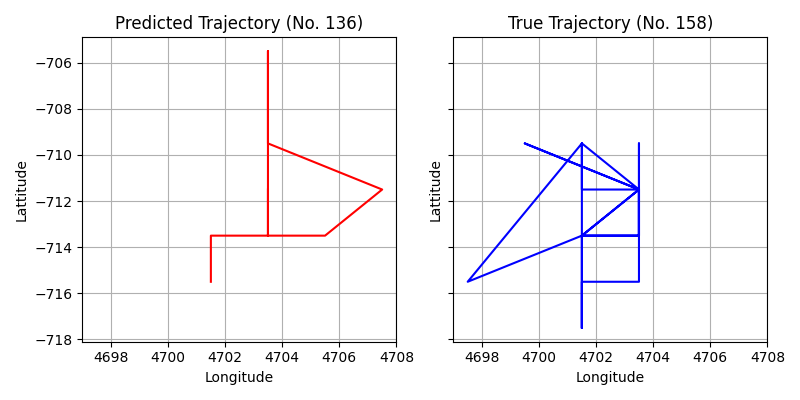 Predicted Trajectory (No. 136)
True Trajectory (No. 158)
−706
−708
−710
−712
−714
−716
−718
Lattitude
Lattitude
4698 4700 4702 4704 4706 4708
4698 4700 4702 4704 4706 4708
Longitude
Longitude